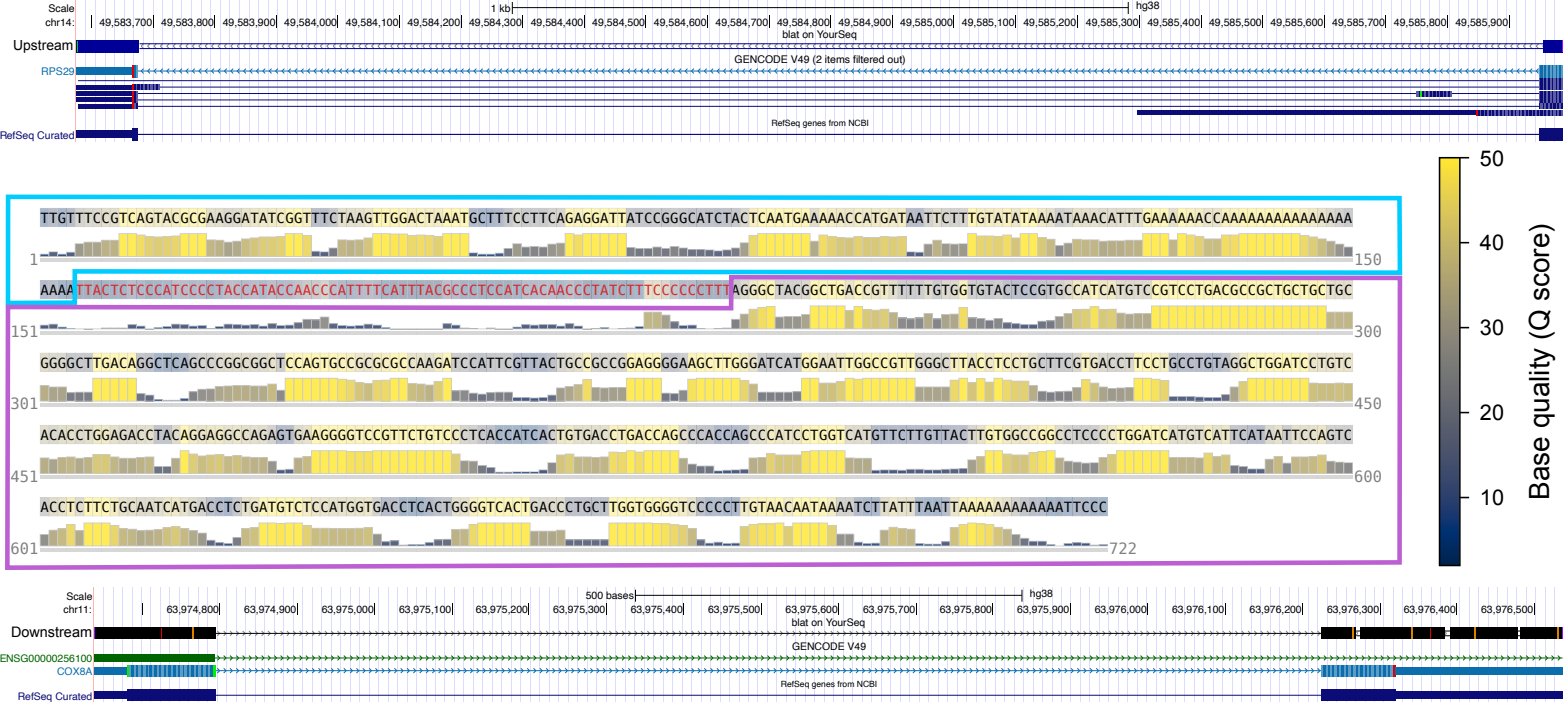 Scale 1 kb hg38
chr14: 49,583,700 49,583,800 49,583,900 49,584,000 49,584,100 49,584,200 49,584,300 49,584,400 49,584,500 49,584,600 49,584,700 49,584,800 49,584,900 49,585,000 49,585,100 49,585,200 49,585,300 49,585,400 49,585,500 49,585,600 49,585,700 49,585,800 49,585,900
blat on YourSeq
Upstream
GENCODE V49 (2 items filtered out)
RPS29
RefSeq genes from NCBI
RefSeq Curated
TTGTTTCCGTCAGTACGCGAAGGATATCGGTTTCTAAGTTGGACTAAATGCTTTCCTTCAGAGGATTATCCGGGCATCTACTCAATGAAAAACCATGATAATTCTTTGTATATAAAATAAACATTTGAAAAAACCAAAAAAAAAAAAAAA
1 150
AAAATTACTCTCCCATCCCCTACCATACCAACCCATTTTCATTTACGCCCTCCATCACAACCCTATCTTTCCCCCCTTTAGGGCTACGGCTGACCGTTTTTTGTGGTGTACTCCGTGCCATCATGTCCGTCCTGACGCCGCTGCTGCTGC
151 300
GGGGCTTGACAGGCTCAGCCCGGCGGCTCCAGTGCCGCGCGCCAAGATCCATTCGTTACTGCCGCCGGAGGGGAAGCTTGGGATCATGGAATTGGCCGTTGGGCTTACCTCCTGCTTCGTGACCTTCCTGCCTGTAGGCTGGATCCTGTC
301 450
ACACCTGGAGACCTACAGGAGGCCAGAGTGAAGGGGTCCGTTCTGTCCCTCACCATCACTGTGACCTGACCAGCCCACCAGCCCATCCTGGTCATGTTCTTGTTACTTGTGGCCGGCCTCCCCTGGATCATGTCATTCATAATTCCAGTC
451 600
ACCTCTTCTGCAATCATGACCTCTGATGTCTCCATGGTGACCTCACTGGGGTCACTGACCCTGCTTGGTGGGGTCCCCCTTGTAACAATAAAATCTTATTTAATTAAAAAAAAAAAAATTCCC
601 722
50
40
30
20
10
Base quality (Q score)
Scale 500 bases hg38
chr11: 63,974,800 63,974,900 63,975,000 63,975,100 63,975,200 63,975,300 63,975,400 63,975,500 63,975,600 63,975,700 63,975,800 63,975,900 63,976,000 63,976,100 63,976,200 63,976,300 63,976,400 63,976,500
blat on YourSeq
Downstream
GENCODE V49
ENSG00000256100
COX8A
RefSeq genes from NCBI
RefSeq Curated